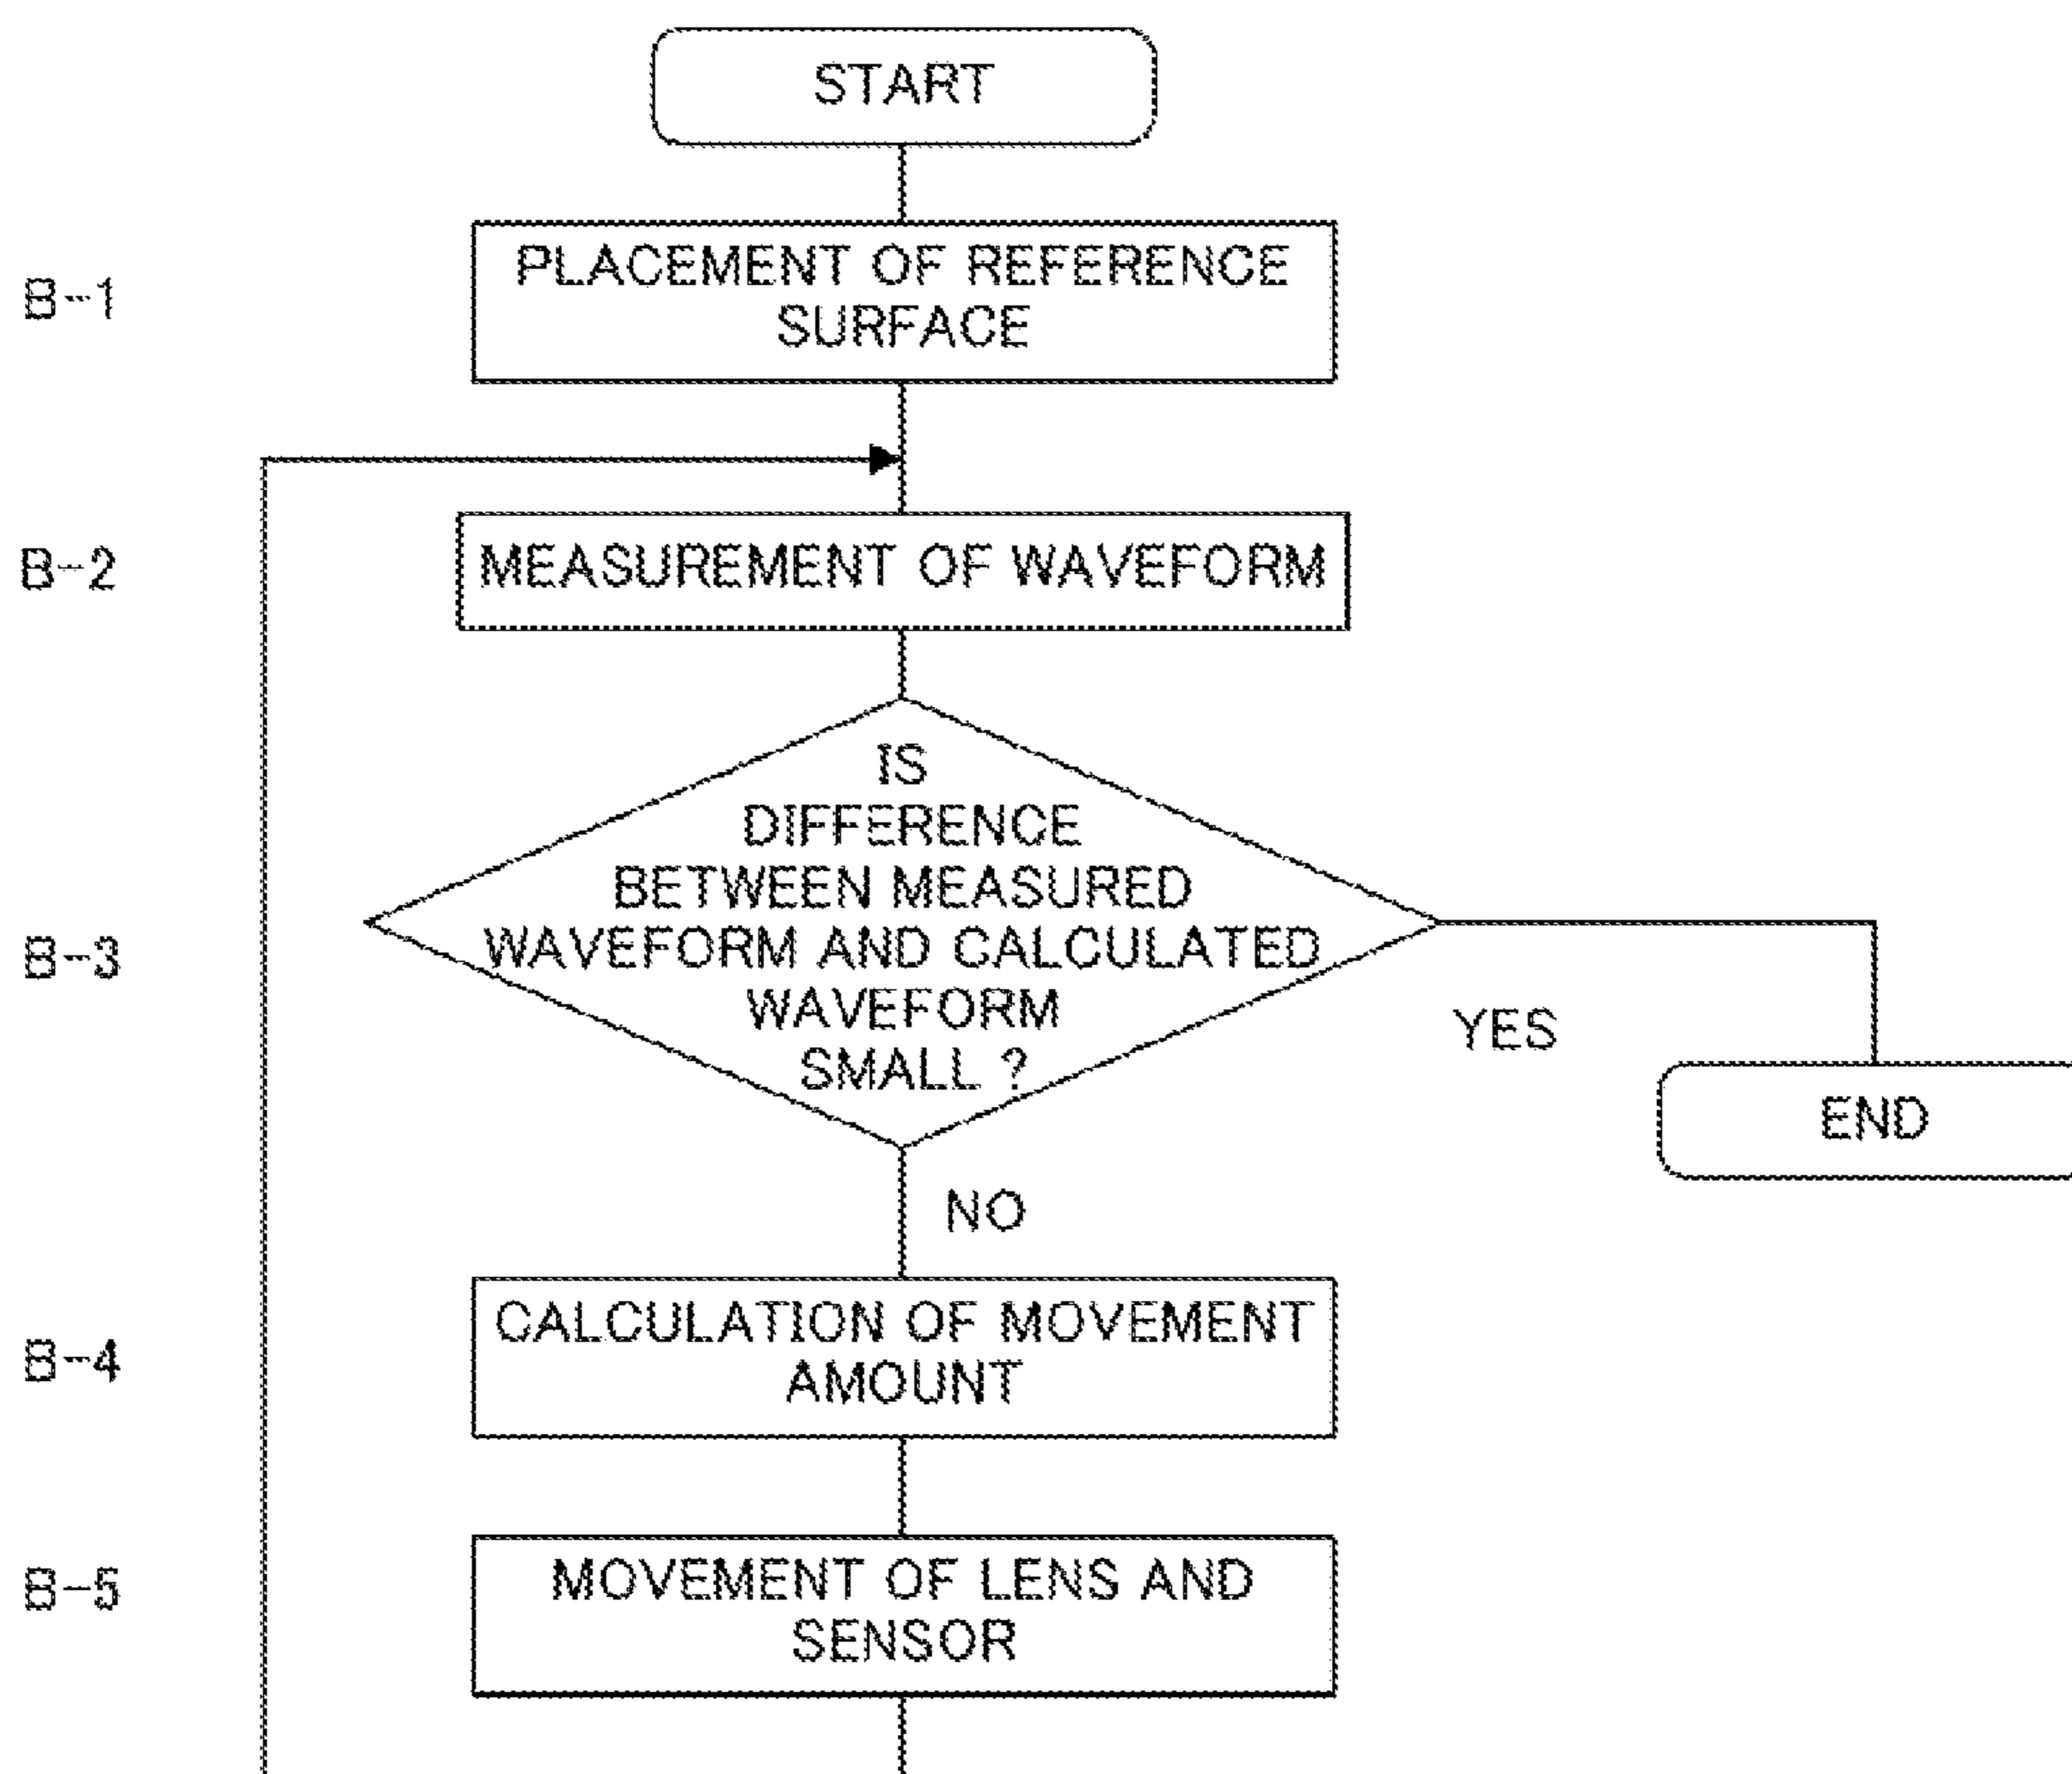 START
B-1
PLACEMENT OF REFERENCE
SURFACE
B-2
MEASUREMENT OF WAVEFORM
IS
DIFFERENCE
BETWEEN MEASURED
WAVEFORM AND CALCULATED
WAVEFORM
SMALL ?
B-3
YES
END
NO
B-4
CALCULATION OF MOVEMENT
AMOUNT
B-5
MOVEMENT OF LENS AND
SENSOR